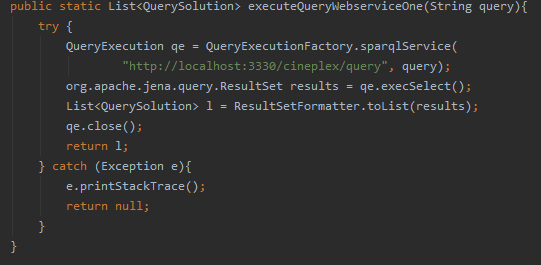 public static List<QuerySolution> executeQueryWebserviceOne(String query){
try {
QueryExecution qe = QueryExecutionFactory.sparqlService(
"http://localhost:3330/cineplex/query", query);
org.apache.jena.query.ResultSet results = qe.execSelect();
List<QuerySolution> l = ResultSetFormatter.toList(results);
qe.close();
return l;
} catch (Exception e){
e.printStackTrace();
return null;
}
}